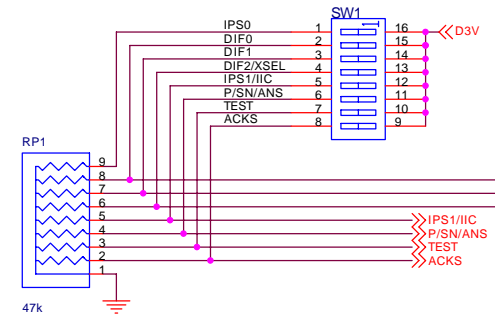 SW1
IPS0 1 16 D3V
DIF0 2 15
DIF1 3 14
DIF2/XSEL 4 13
IPS1/IIC 5 12
P/SN/ANS 6 11
TEST 7 10
ACKS 8 9
RP1
9
8
7
6
5 IPS1/IIC
4 P/SN/ANS
3 TEST
2 ACKS
1
47k